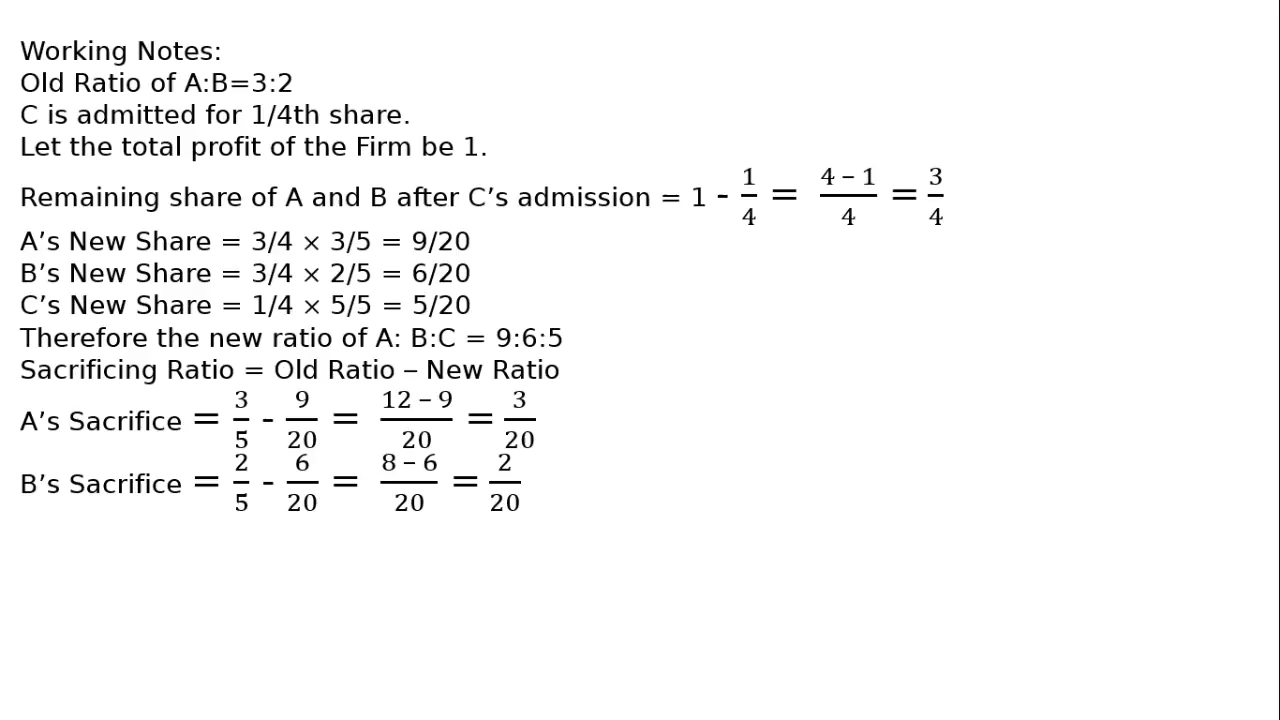 Working Notes:
Old Ratio of A:B=3:2
C is admitted for 1/4th share.
Let the total profit of the Firm be 1.
Remaining share of A and B after C’s admission = 1 - 1/4 = (4 – 1)/4 = 3/4
A’s New Share = 3/4 × 3/5 = 9/20
B’s New Share = 3/4 × 2/5 = 6/20
C’s New Share = 1/4 × 5/5 = 5/20
Therefore the new ratio of A: B:C = 9:6:5
Sacrificing Ratio = Old Ratio – New Ratio
A’s Sacrifice = 3/5 - 9/20 = (12 – 9)/20 = 3/20
B’s Sacrifice = 2/5 - 6/20 = (8 – 6)/20 = 2/20